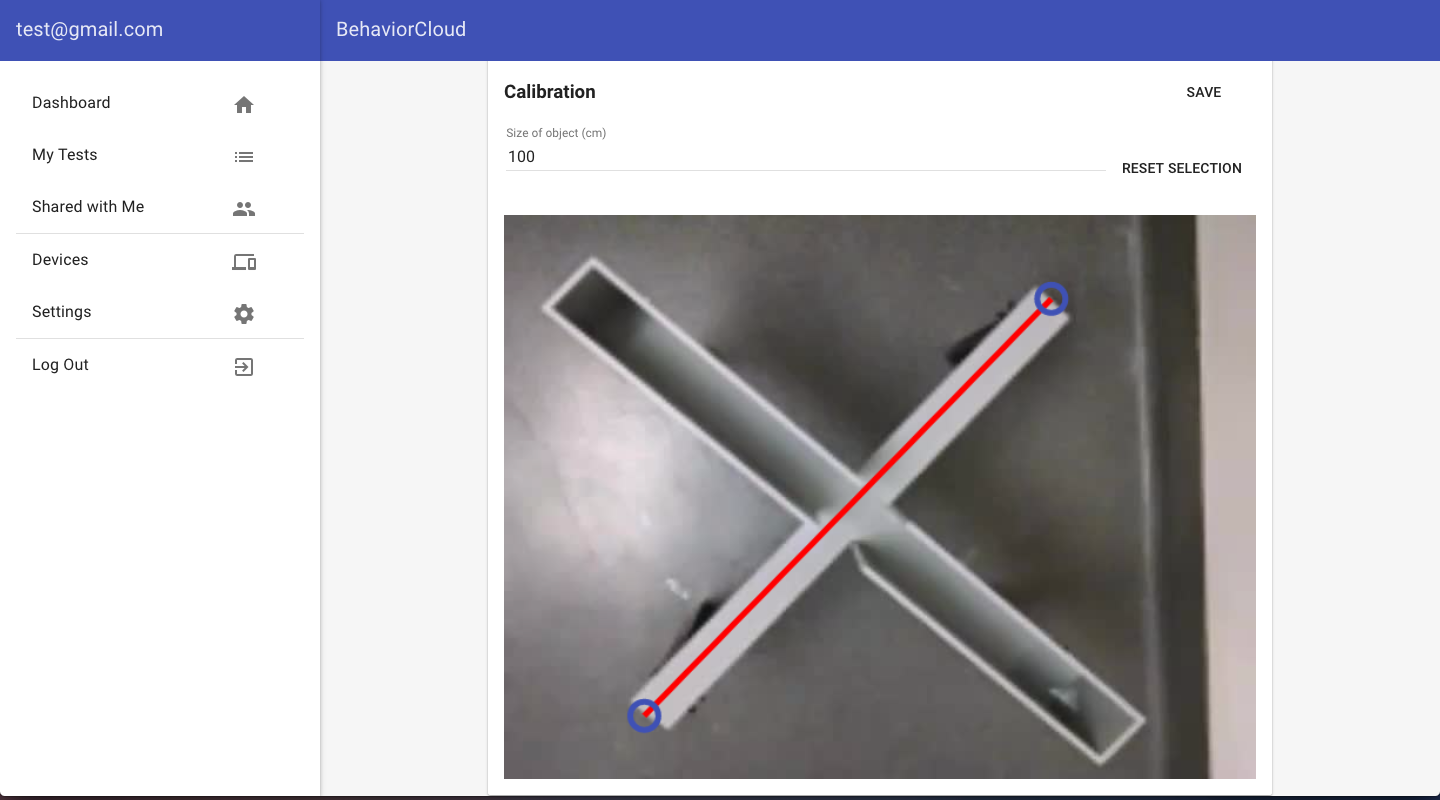 test@gmail.com
BehaviorCloud
Dashboard
My Tests
Shared with Me
Devices
Settings
Log Out
Calibration
SAVE
Size of object (cm)
100
RESET SELECTION